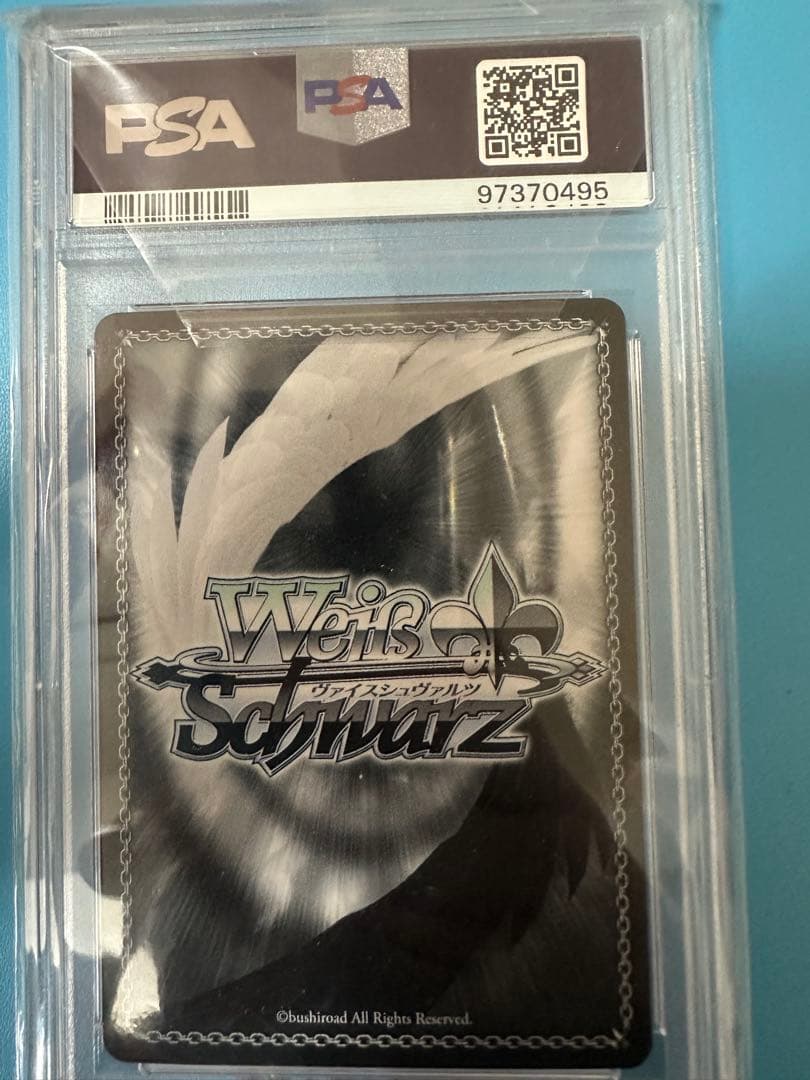 PSA
PSA
97370495
Weiß
ヴァイスシュヴァルツ
Schwarz
©bushiroad All Rights Reserved.